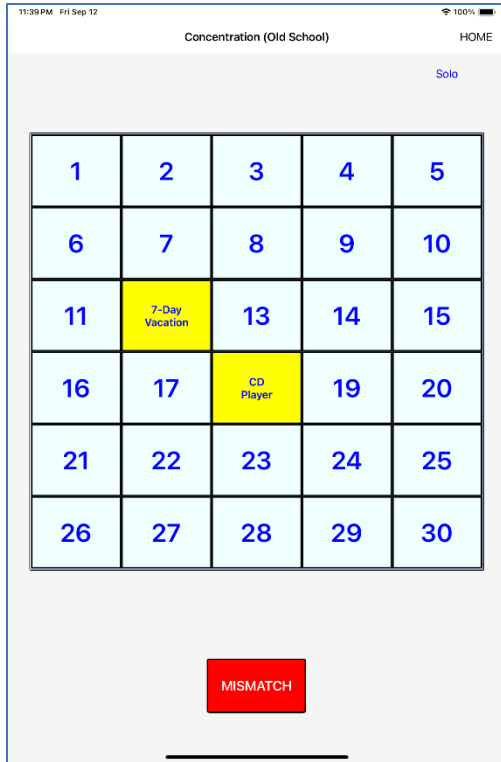 11:39 PM Fri Sep 12 100%
Concentration (Old School) HOME
Solo
1 2 3 4 5
6 7 8 9 10
11 7-Day Vacation 13 14 15
16 17 CD Player 19 20
21 22 23 24 25
26 27 28 29 30
MISMATCH